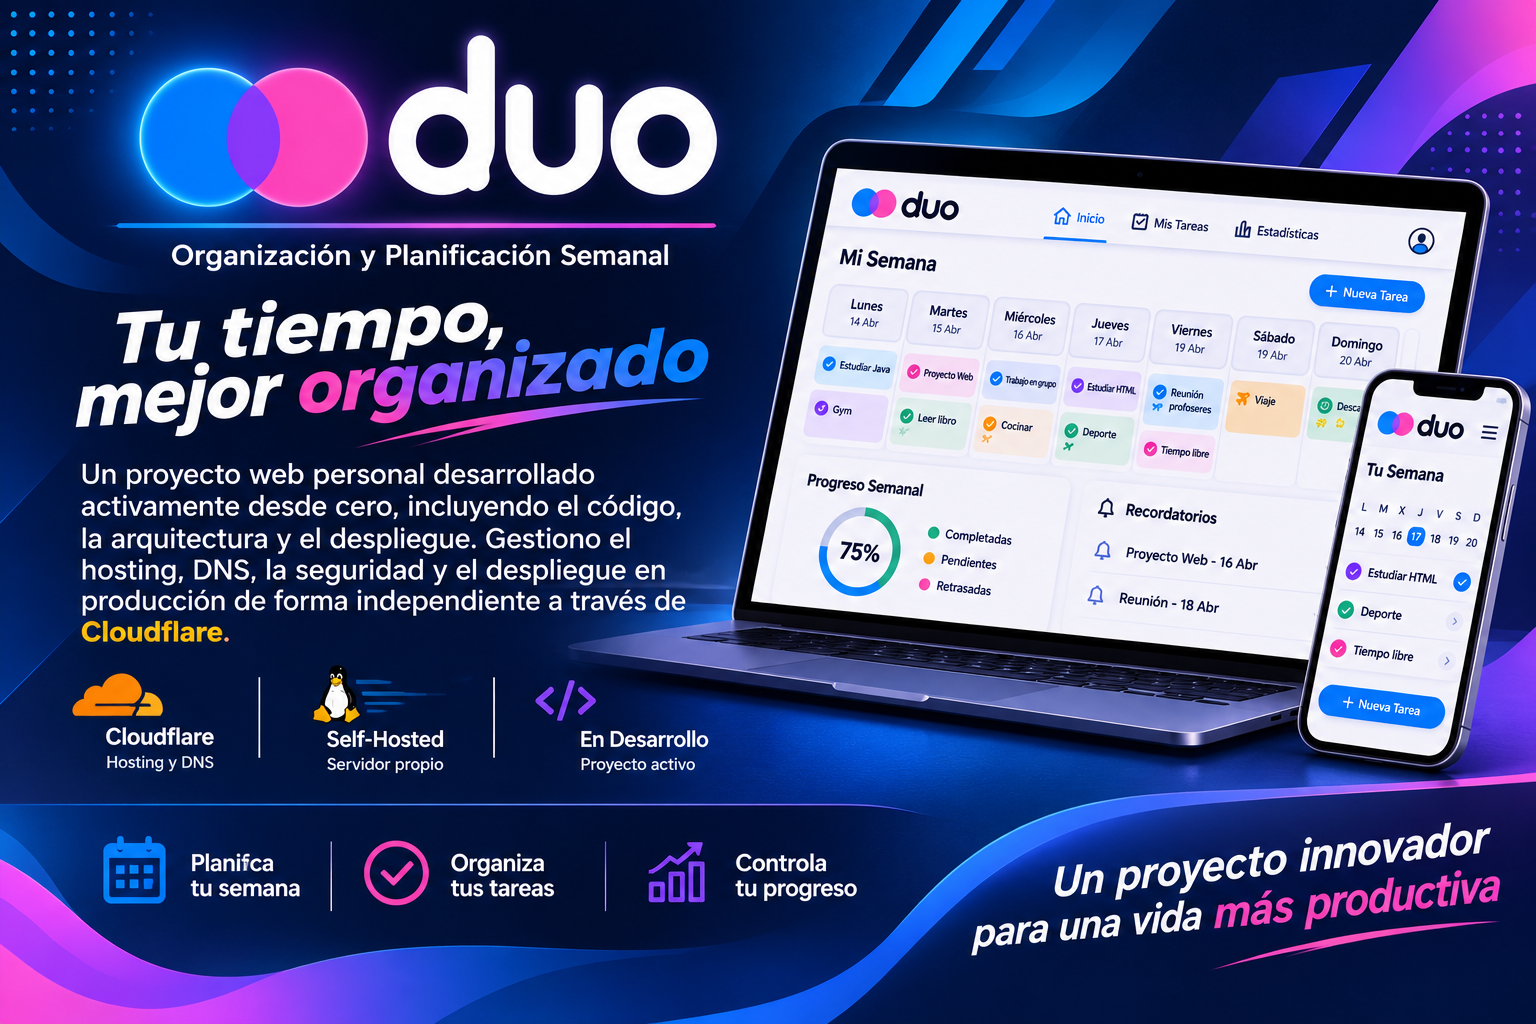 duo
Organización y Planificación Semanal
Tu tiempo,
mejor organizado
Un proyecto web personal desarrollado
activamente desde cero, incluyendo el código,
la arquitectura y el despliegue. Gestiono el
hosting, DNS, la seguridad y el despliegue en
producción de forma independiente a través de
Cloudflare.
Cloudflare
Hosting y DNS
Self-Hosted
Servidor propio
</>
En Desarrollo
Proyecto activo
Planifca
tu semana
Organiza
tus tareas
Controla
tu progreso
duo
Inicio
Mis Tareas
Estadísticas
Mi Semana
+ Nueva Tarea
Lunes
14 Abr
Martes
15 Abr
Miércoles
16 Abr
Jueves
17 Abr
Viernes
19 Abr
Sábado
19 Abr
Domingo
20 Abr
Estudiar Java
Proyecto Web
Trabajo en grupo
Estudiar HTML
Reunión
profoseres
Viaje
Desca
Gym
Leer libro
Cocinar
Deporte
Tiempo libre
Progreso Semanal
75%
Completadas
Pendientes
Retrasadas
Recordatorios
Proyecto Web - 16 Abr
Reunión - 18 Abr
duo
Tu Semana
L M X J V S D
14 15 16 17 18 19 20
Estudiar HTML
Deporte
Tiempo libre
+ Nueva Tarea
Un proyecto innovador
para una vida más productiva